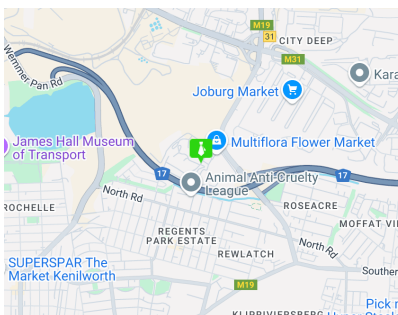 M19
31
CITY DEEP
M31
Wemmer Pan Rd
Kara
Joburg Market
James Hall Museum
of Transport
Multiflora Flower Market
17
Animal Anti-Cruelty
League
17
North Rd
ROCHELLE
ROSEACRE
MOFFAT VI
REGENTS
PARK ESTATE
North Rd
REWLATCH
SUPERSPAR The
Market Kenilworth
Southern
M19
Pick n
KLIPRIVIERSBERG